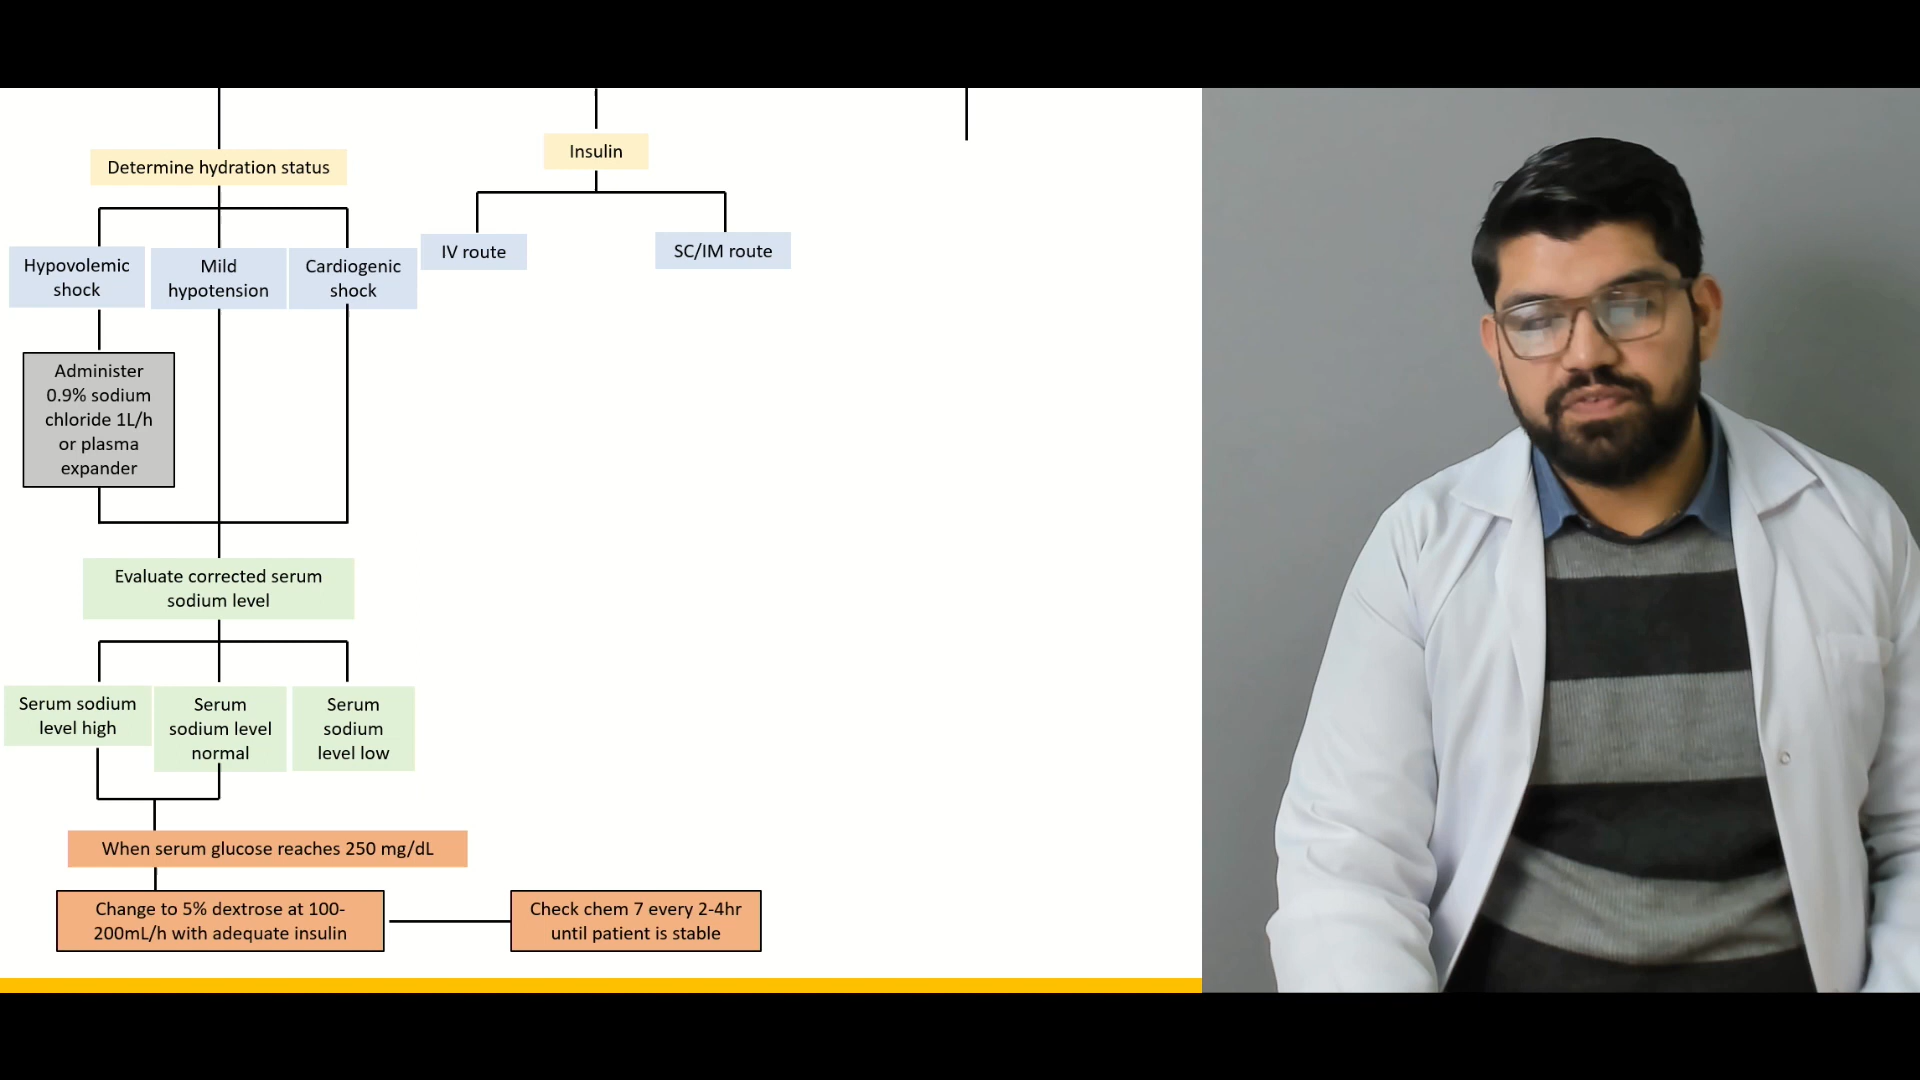 Determine hydration status
Insulin
Hypovolemic
shock
Mild
hypotension
Cardiogenic
shock
IV route
SC/IM route
Administer
0.9% sodium
chloride 1L/h
or plasma
expander
Evaluate corrected serum
sodium level
Serum sodium
level high
Serum
sodium level
normal
Serum
sodium
level low
When serum glucose reaches 250 mg/dL
Change to 5% dextrose at 100-
200mL/h with adequate insulin
Check chem 7 every 2-4hr
until patient is stable